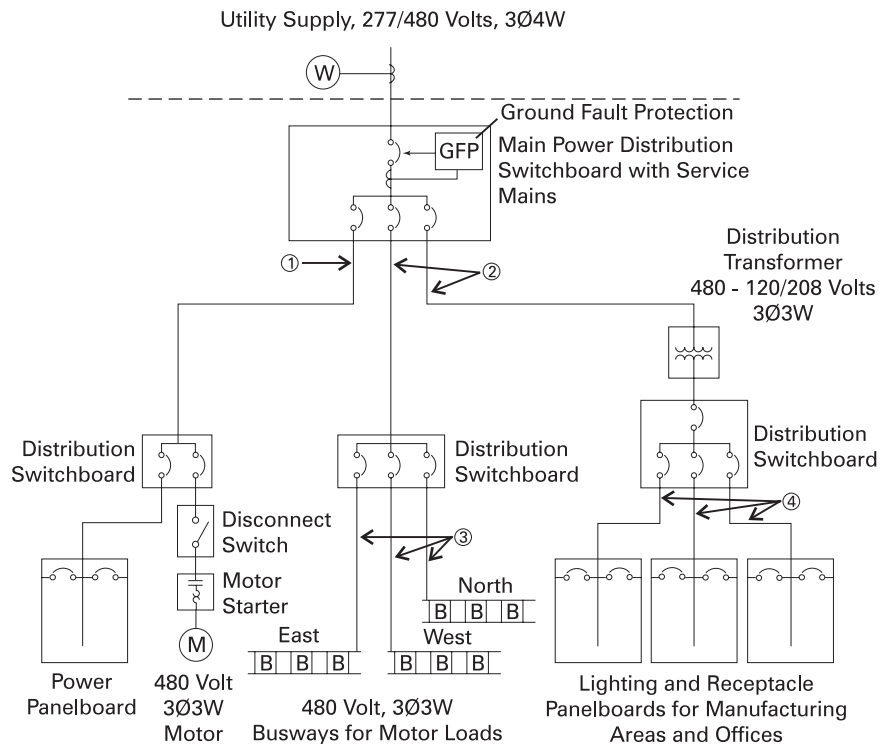 Utility Supply, 277/480 Volts, 3Ø4W
W
Ground Fault Protection
GFP
Main Power Distribution
Switchboard with Service
Mains
①
②
Distribution
Transformer
480 - 120/208 Volts
3Ø3W
Distribution
Switchboard
Distribution
Switchboard
Distribution
Switchboard
Disconnect
Switch
③
④
Motor
Starter
M
North
B B B
East
B B B
West
B B B
Power
Panelboard
480 Volt
3Ø3W
Motor
480 Volt, 3Ø3W
Busways for Motor Loads
Lighting and Receptacle
Panelboards for Manufacturing
Areas and Offices